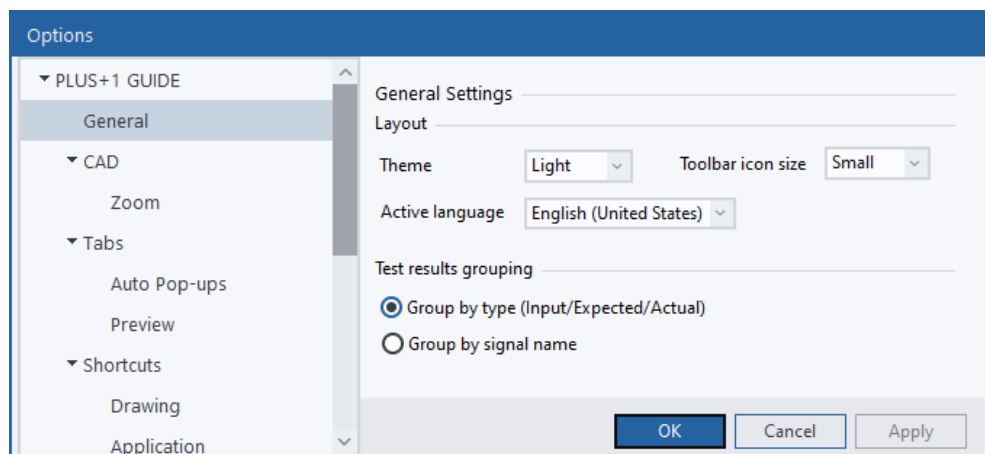 Options
PLUS+1 GUIDE
General
CAD
Zoom
Tabs
Auto Pop-ups
Preview
Shortcuts
Drawing
Application
General Settings
Layout
Theme Light Toolbar icon size Small
Active language English (United States)
Test results grouping
Group by type (Input/Expected/Actual)
Group by signal name
OK Cancel Apply